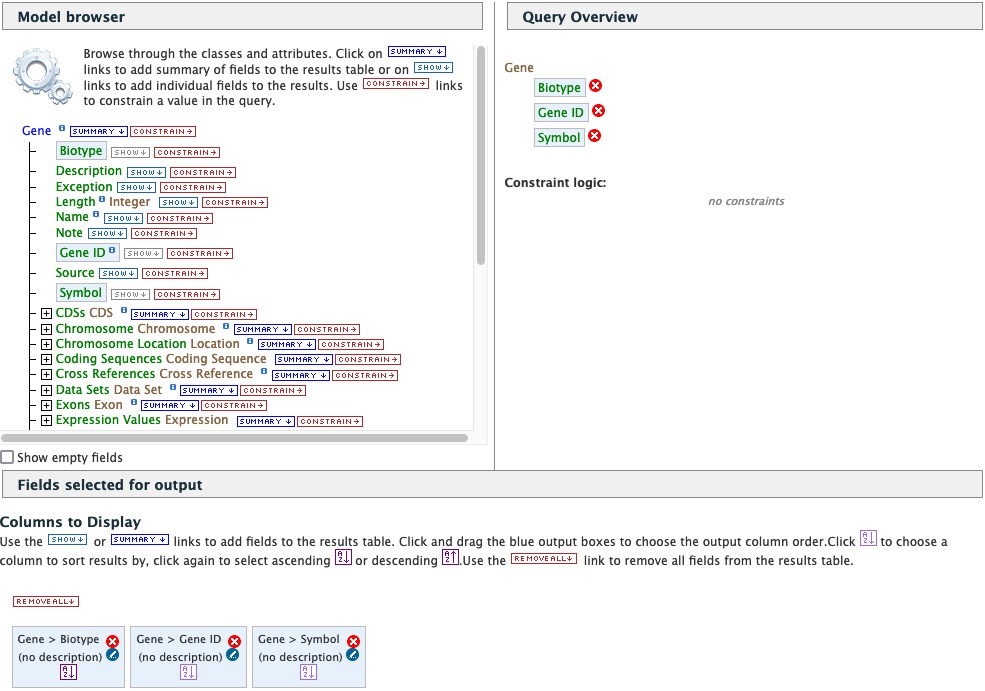 Model browser
Browse through the classes and attributes. Click on SUMMARY ↓
links to add summary of fields to the results table or on SHOW ↓
links to add individual fields to the results. Use CONSTRAIN → links
to constrain a value in the query.
Gene i SUMMARY ↓ CONSTRAIN →
Biotype SHOW ↓ CONSTRAIN →
Description SHOW ↓ CONSTRAIN →
Exception SHOW ↓ CONSTRAIN →
Length i Integer SHOW ↓ CONSTRAIN →
Name i SHOW ↓ CONSTRAIN →
Note SHOW ↓ CONSTRAIN →
Gene ID i SHOW ↓ CONSTRAIN →
Source SHOW ↓ CONSTRAIN →
Symbol SHOW ↓ CONSTRAIN →
CDSs CDS i SUMMARY ↓ CONSTRAIN →
Chromosome Chromosome i SUMMARY ↓ CONSTRAIN →
Chromosome Location Location i SUMMARY ↓ CONSTRAIN →
Coding Sequences Coding Sequence SUMMARY ↓ CONSTRAIN →
Cross References Cross Reference i SUMMARY ↓ CONSTRAIN →
Data Sets Data Set i SUMMARY ↓ CONSTRAIN →
Exons Exon i SUMMARY ↓ CONSTRAIN →
Expression Values Expression SUMMARY ↓ CONSTRAIN →
Show empty fields
Query Overview
Gene
Biotype
Gene ID
Symbol
Constraint logic:
no constraints
Fields selected for output
Columns to Display
Use the SHOW ↓ or SUMMARY ↓ links to add fields to the results table. Click and drag the blue output boxes to choose the output column order.Click AZ↓ to choose a
column to sort results by, click again to select ascending AZ↓ or descending AZ↑.Use the REMOVE ALL ↓ link to remove all fields from the results table.
REMOVE ALL ↓
Gene > Biotype
(no description)
AZ↓
Gene > Gene ID
(no description)
AZ↓
Gene > Symbol
(no description)
AZ↓